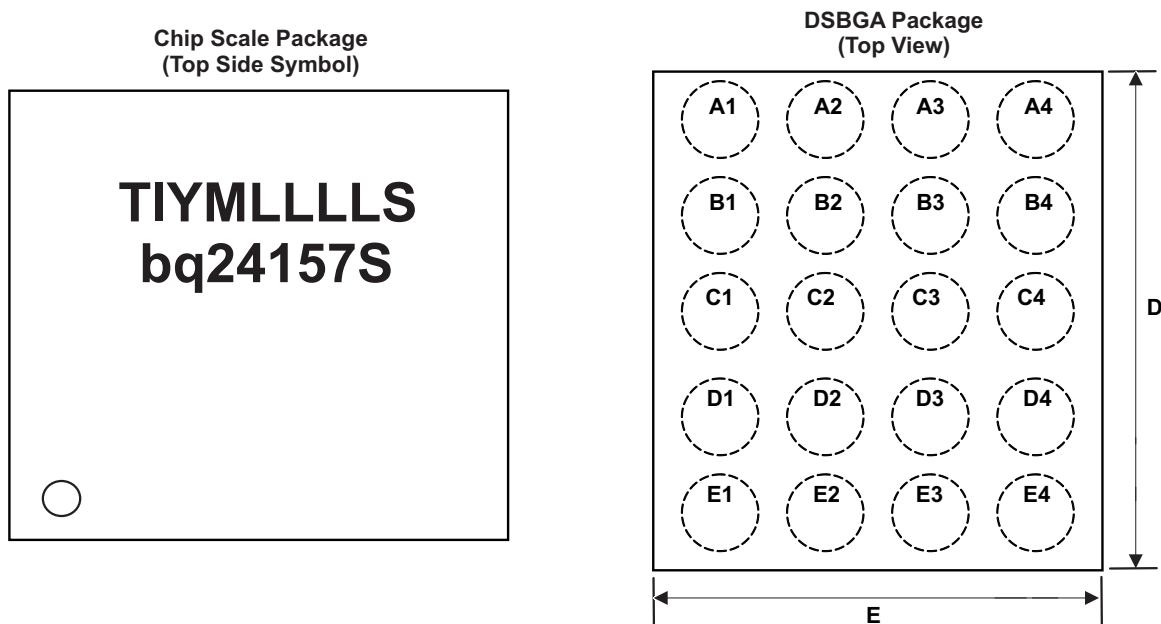 Chip Scale Package
(Top Side Symbol)
TIYMLLLLS
bq24157S
DSBGA Package
(Top View)
A1 A2 A3 A4
B1 B2 B3 B4
C1 C2 C3 C4
D1 D2 D3 D4
E1 E2 E3 E4
D
E